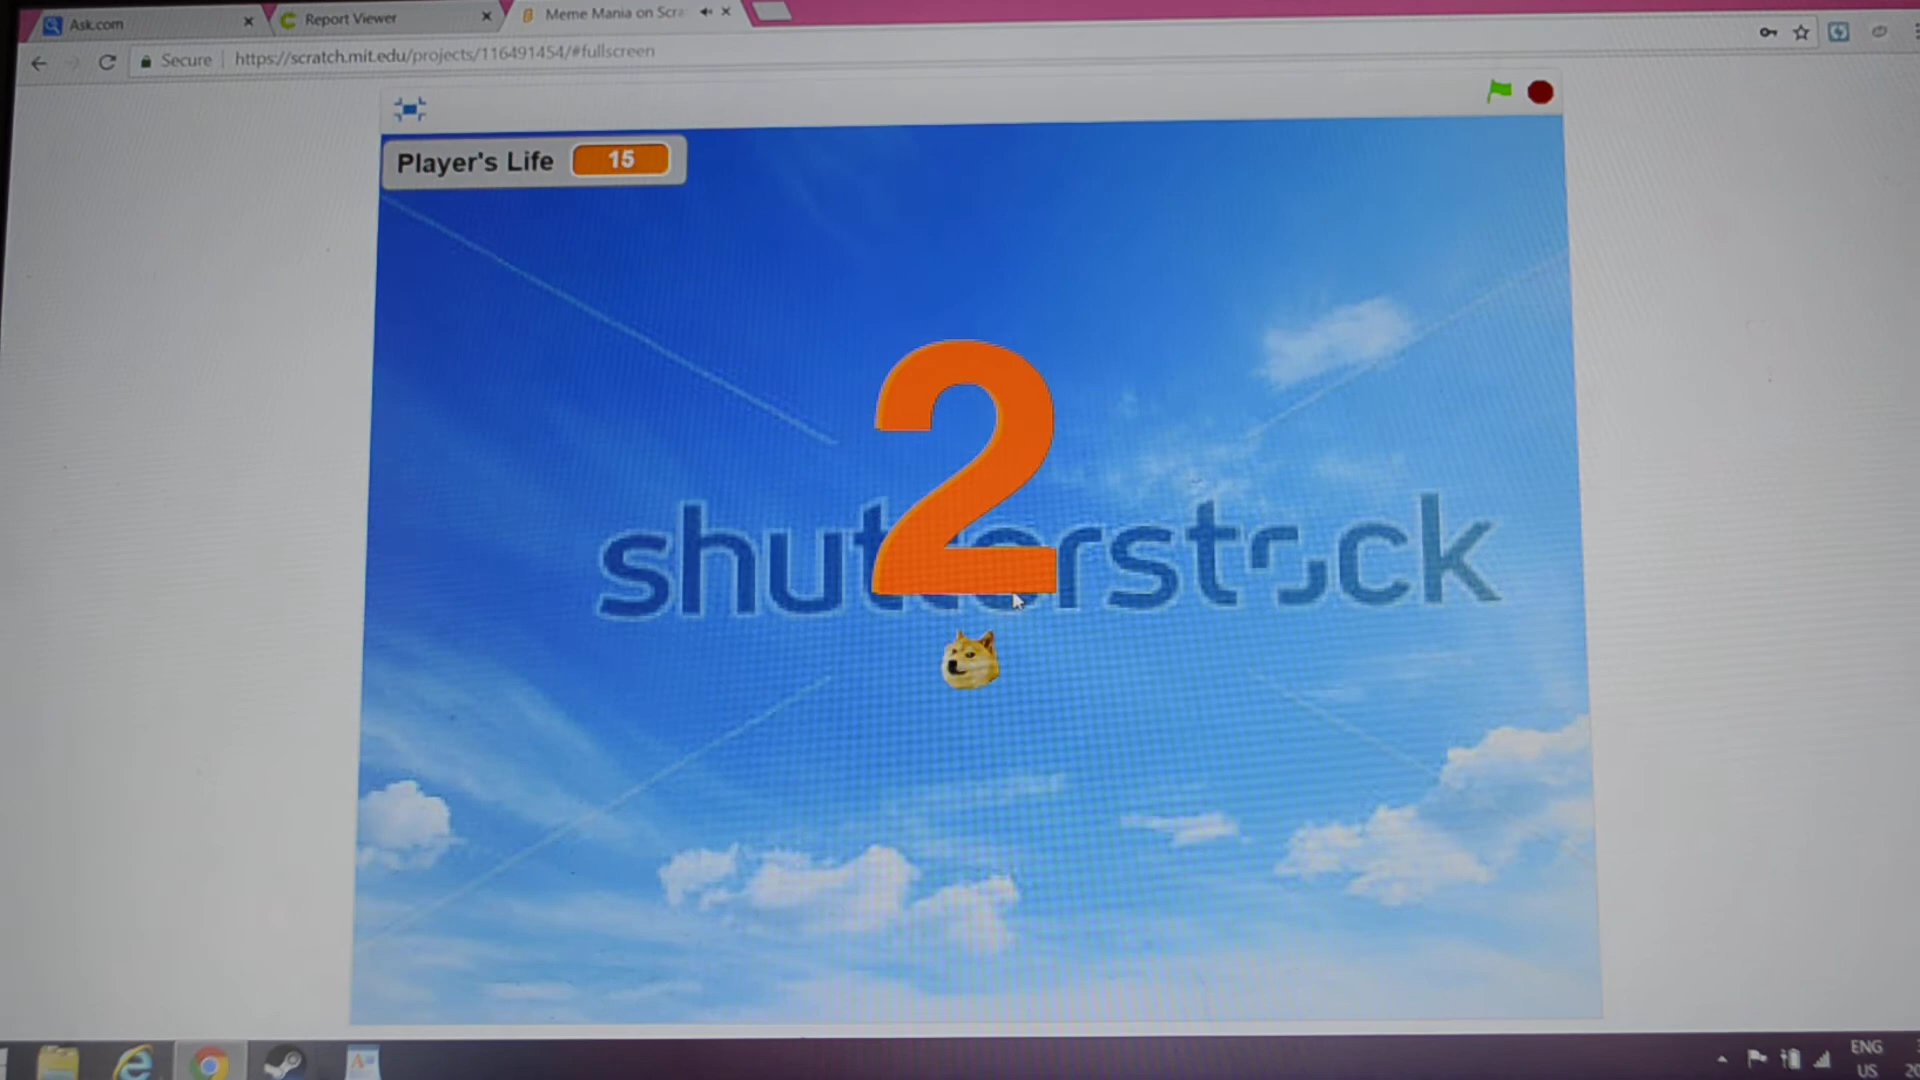 Ask.com
Report Viewer
Meme Mania on Scra
Secure
https://scratch.mit.edu/projects/116491454/#fullscreen
Player's Life 15
2
shutterstock
ENG
US